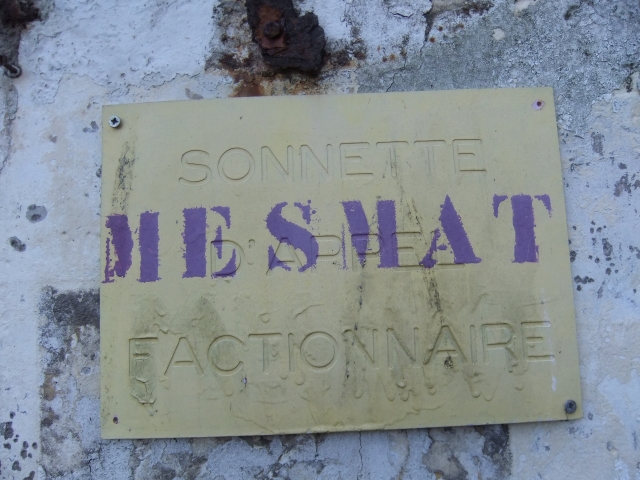 SONNETTE
MESMAT
D'APPEL
FACTIONNAIRE